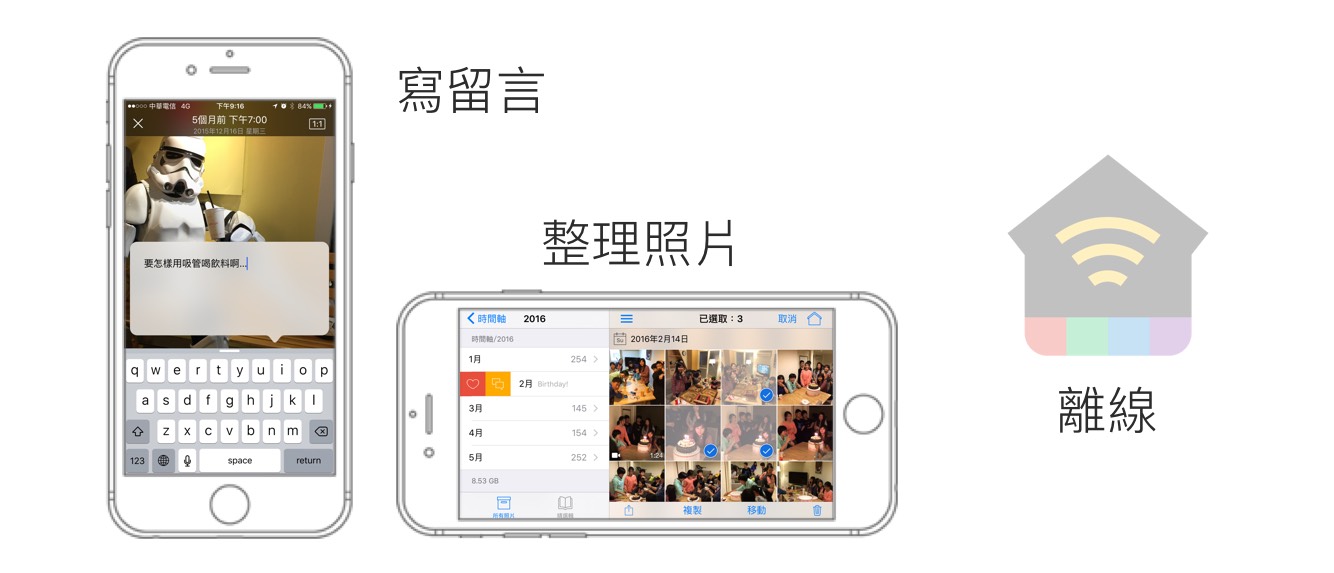 寫留言
中華電信 4G 下午9:16 84%
5個月前 下午7:00
2015年12月16日 星期三
1:1
要怎樣用吸管喝飲料啊...
q w e r t y u i o p
a s d f g h j k l
z x c v b n m
123 space return
整理照片
時間軸 2016
時間軸/2016
1月 254
2月 Birthday!
3月 145
4月 154
5月 252
8.53 GB
所有照片
已選取：3 取消
Su 2016年2月14日
1:24
複製 移動
離線